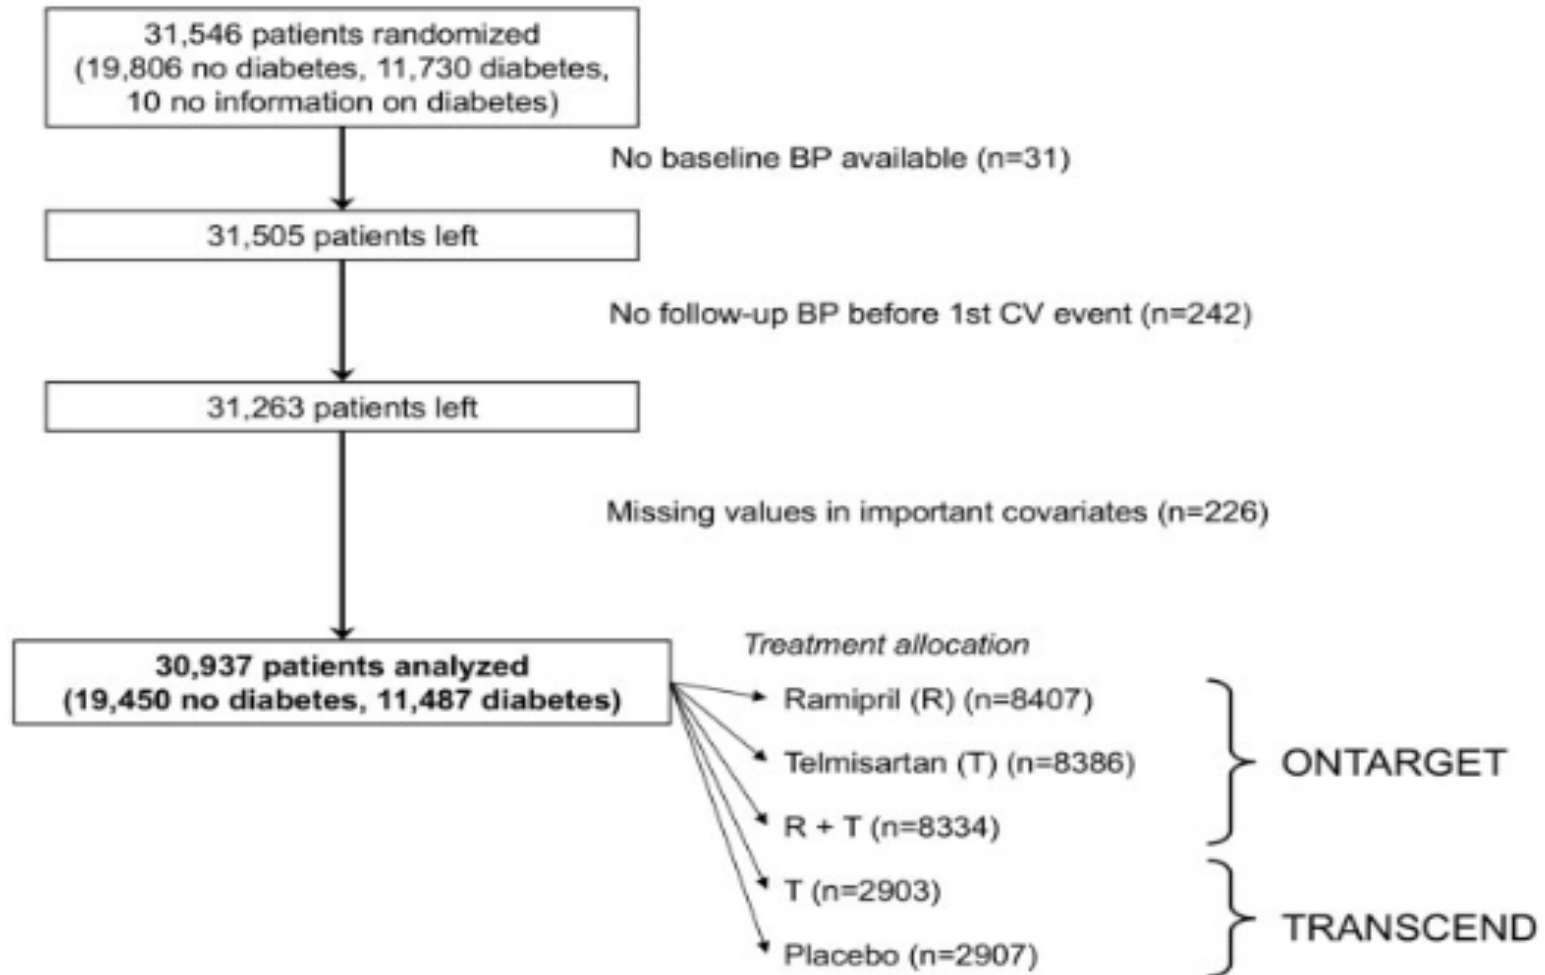 31,546 patients randomized
(19,806 no diabetes, 11,730 diabetes,
10 no information on diabetes)
No baseline BP available (n=31)
31,505 patients left
No follow-up BP before 1st CV event (n=242)
31,263 patients left
Missing values in important covariates (n=226)
30,937 patients analyzed
(19,450 no diabetes, 11,487 diabetes)
Treatment allocation
Ramipril (R) (n=8407)
Telmisartan (T) (n=8386)
ONTARGET
R + T (n=8334)
T (n=2903)
TRANSCEND
Placebo (n=2907)